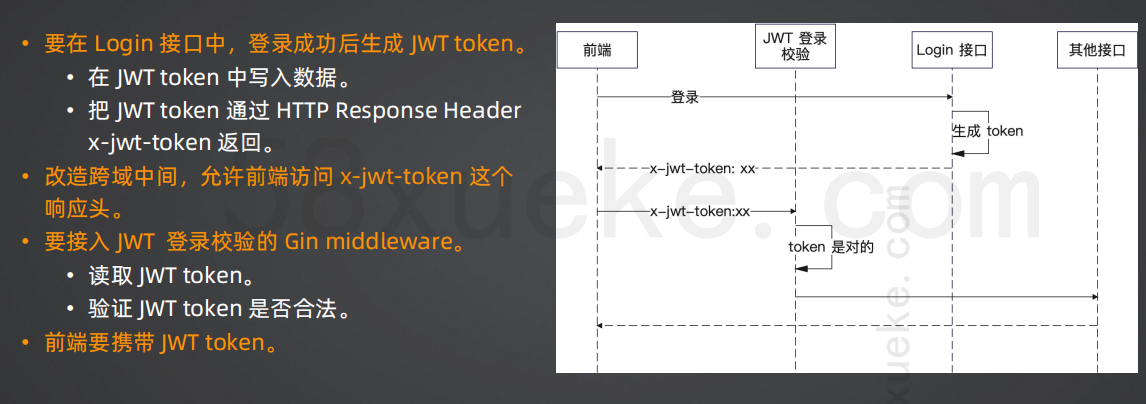 要在 Login 接口中，登录成功后生成 JWT token。
在 JWT token 中写入数据。
把 JWT token 通过 HTTP Response Header
x-jwt-token 返回。
改造跨域中间，允许前端访问 x-jwt-token 这个
响应头。
要接入 JWT 登录校验的 Gin middleware。
读取 JWT token。
验证 JWT token 是否合法。
前端要携带 JWT token。
前端
JWT 登录
校验
Login 接口
其他接口
登录
生成 token
x-jwt-token: xx
x-jwt-token:xx
token 是对的
58xueke.com
xueke.com